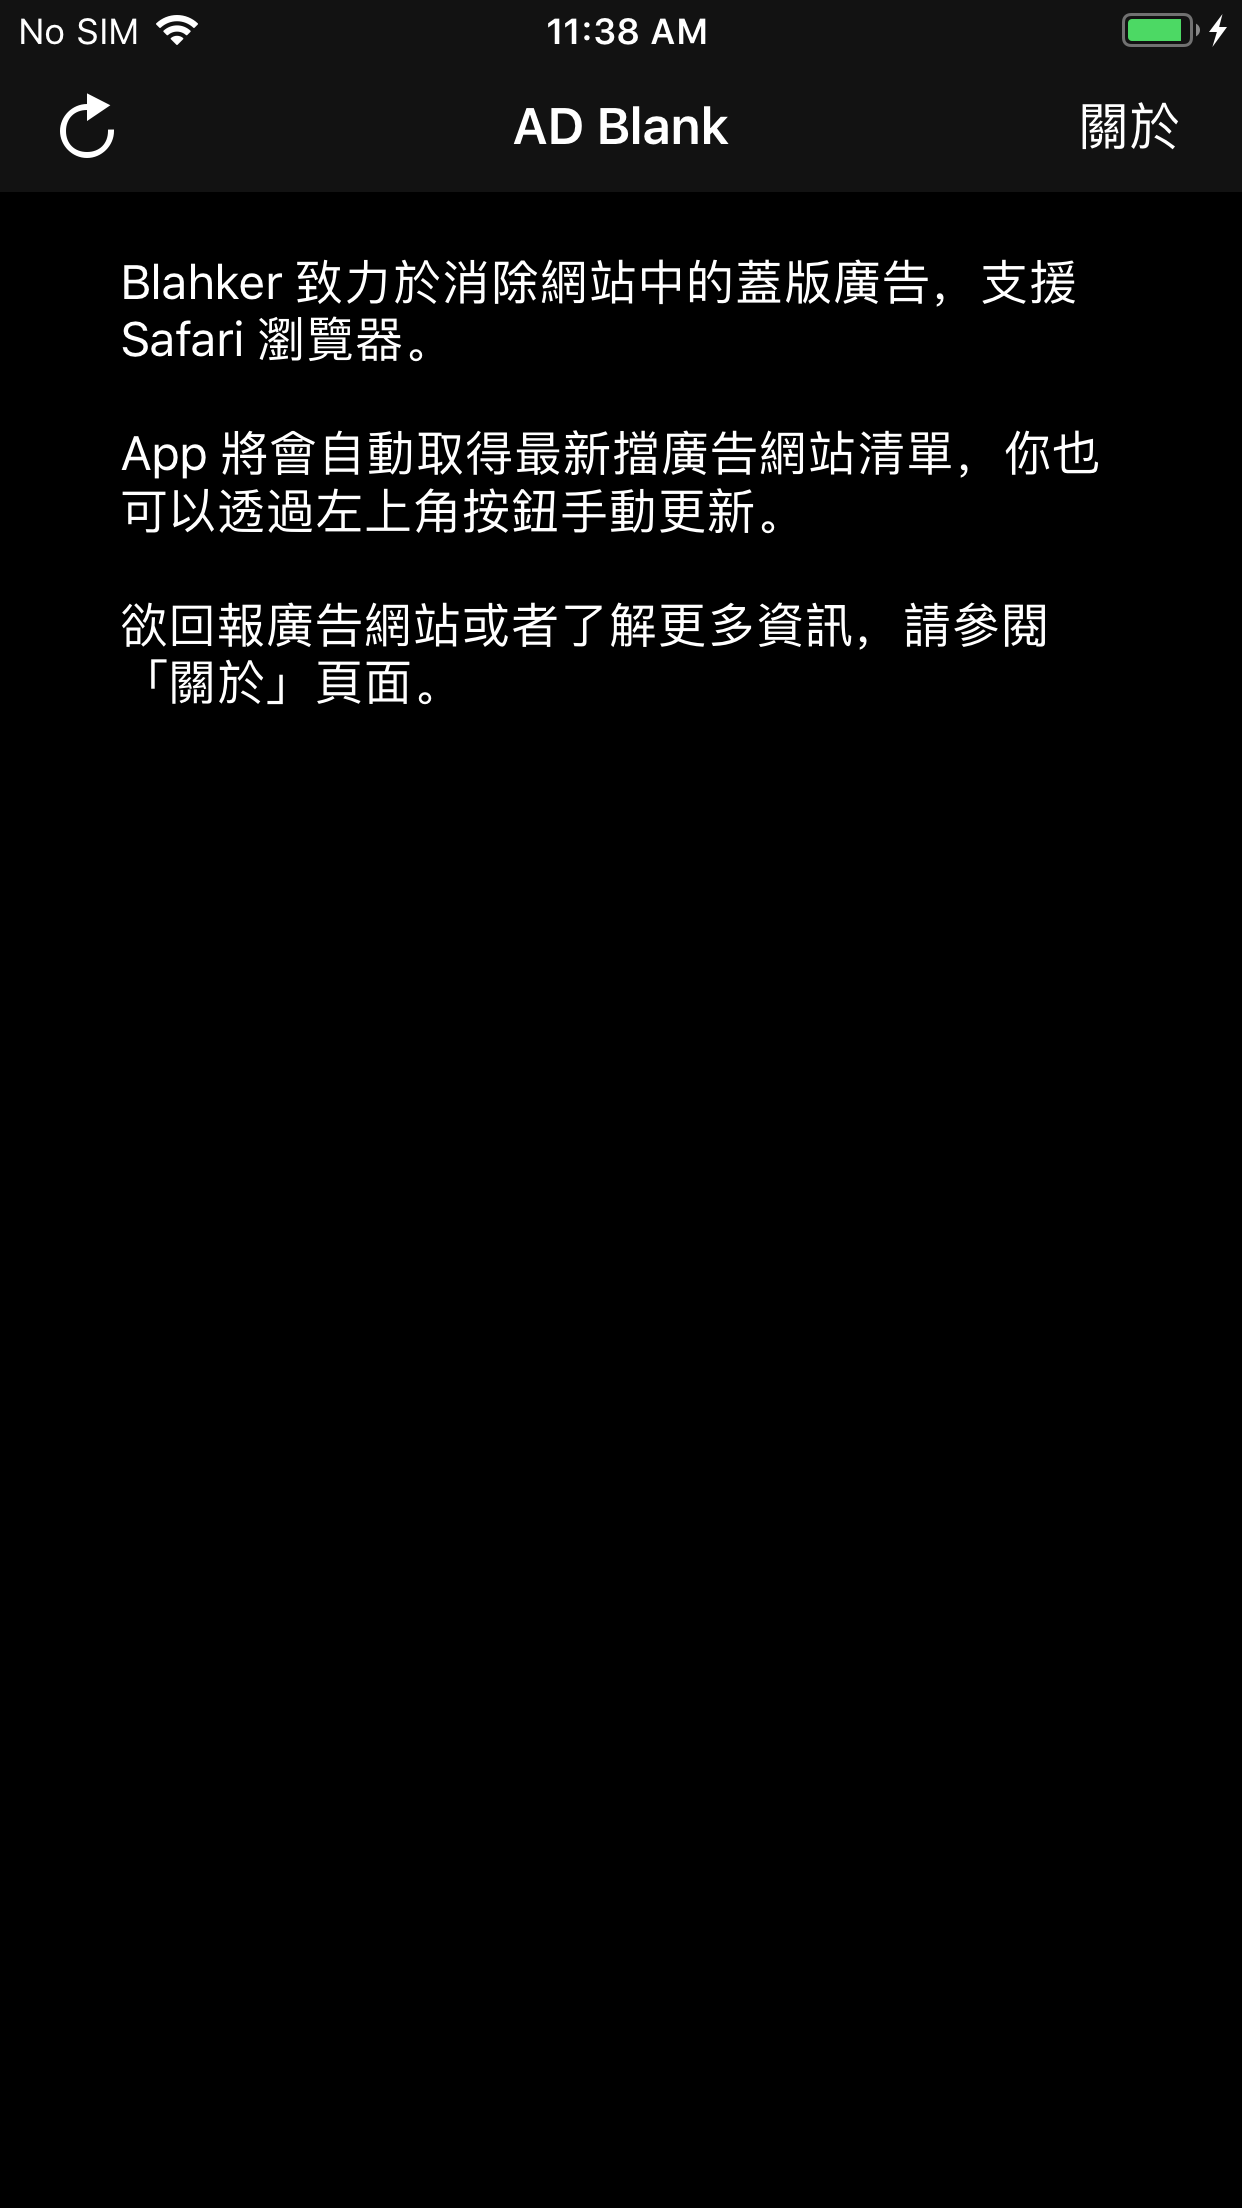 No SIM 11:38 AM
AD Blank 關於
Blahker 致力於消除網站中的蓋版廣告，支援
Safari 瀏覽器。
App 將會自動取得最新擋廣告網站清單，你也
可以透過左上角按鈕手動更新。
欲回報廣告網站或者了解更多資訊，請參閱
「關於」頁面。